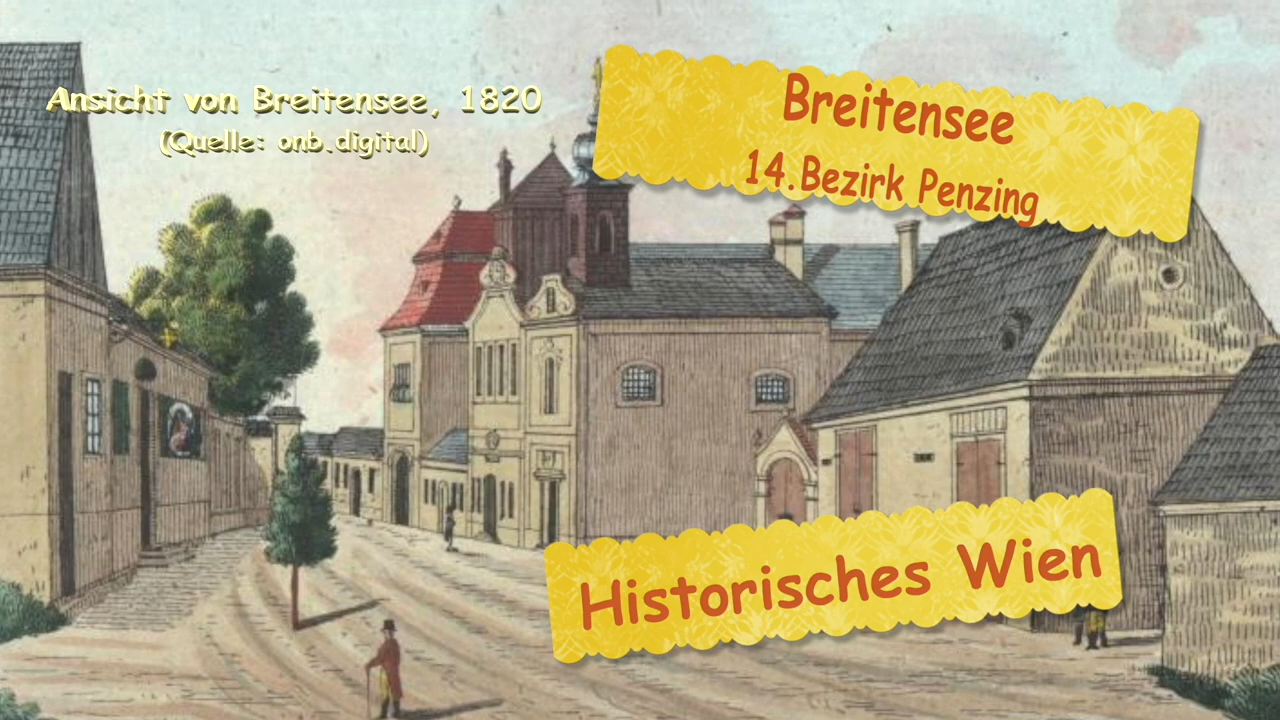 Ansicht von Breitensee, 1820
(Quelle: onb.digital)
Breitensee
14.Bezirk Penzing
Historisches Wien